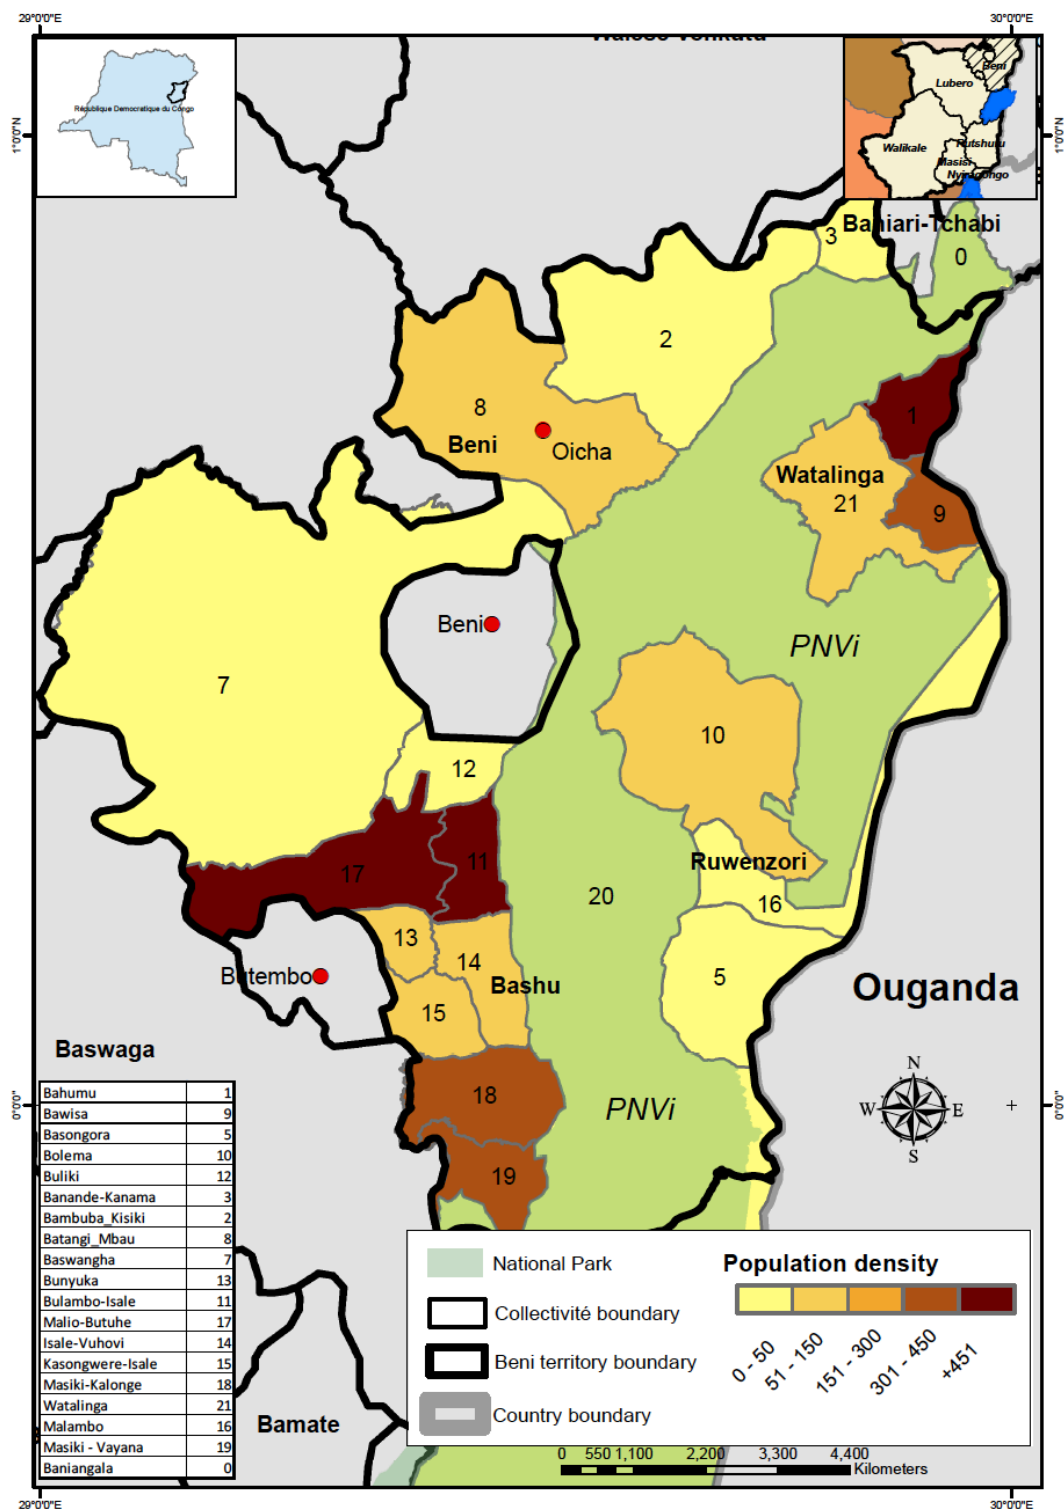 29°0'0"E
30°0'0"E
1°0'0"N
1°0'0"N
République Democratique du Congo
Beni
Lubero
Walikale
Rutshuru
Masisi
Nyiragongo
Baniari-Tchabi
3
0
2
8
1
Beni
Oicha
Watalinga
21
9
Beni
PNVi
7
10
12
11
17
Ruwenzori
20
16
13
14
5
Butembo
Bashu
15
Ouganda
Baswaga
N
W
E
S
18
PNVi
19
0°0'0"
0°0'0"
Bahumu 1
Bawisa 9
Basongora 5
Bolema 10
Buliki 12
Banande-Kanama 3
Bambuba_Kisiki 2
Batangi_Mbau 8
Baswangha 7
Bunyuka 13
Bulambo-Isale 11
Malio-Butuhe 17
Isale-Vuhovi 14
Kasongwere-Isale 15
Masiki-Kalonge 18
Watalinga 21
Malambo 16
Masiki - Vayana 19
Baniangala 0
National Park
Collectivité boundary
Beni territory boundary
Country boundary
Population density
0 - 50
51 - 150
151 - 300
301 - 450
+451
Bamate
0 550 1,100 2,200 3,300 4,400
Kilometers
29°0'0"E
30°0'0"E